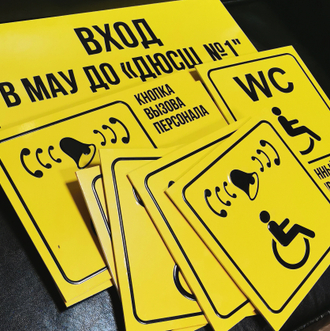 ВХОД
В МАУ ДО «ДЮСШ №1"
КНОПКА
ВЫЗОВА
ПЕРСОНАЛА
WC